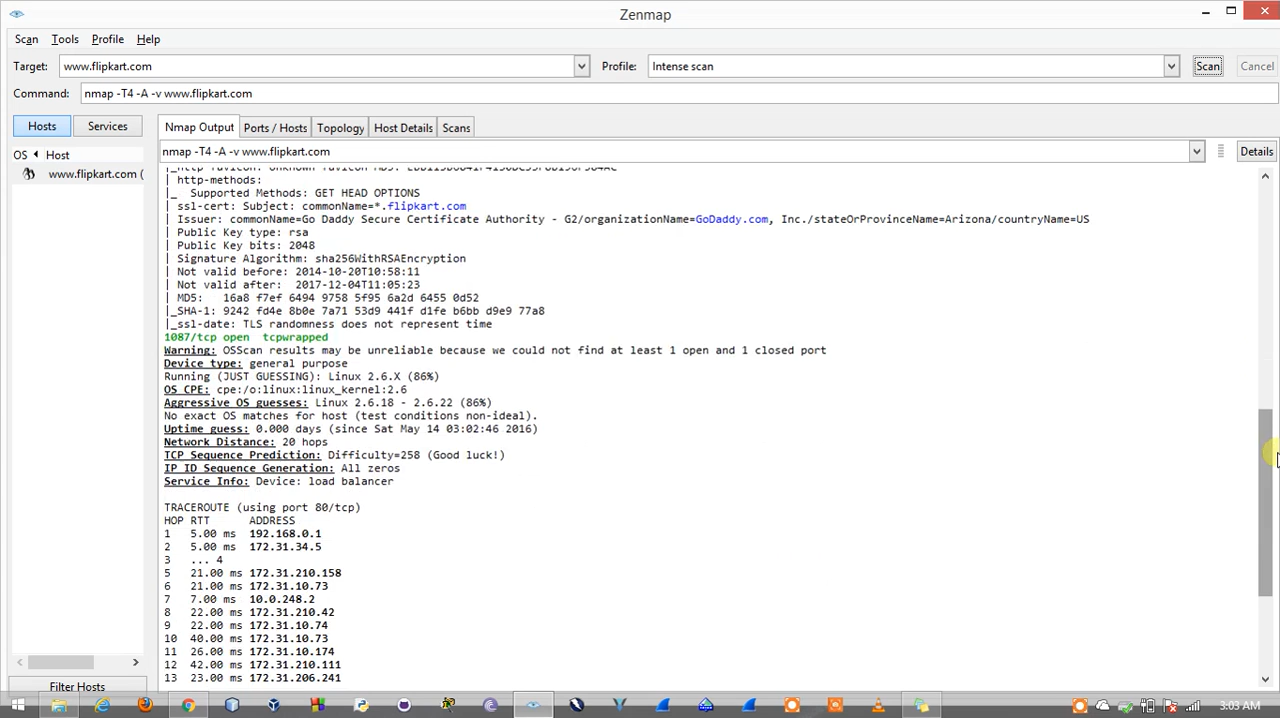 Zenmap
Scan Tools Profile Help
Target: www.flipkart.com Profile: Intense scan Scan Cancel
Command: nmap -T4 -A -v www.flipkart.com
Hosts Services Nmap Output Ports / Hosts Topology Host Details Scans
OS Host nmap -T4 -A -v www.flipkart.com Details
www.flipkart.com (
| http-methods:
|_  Supported Methods: GET HEAD OPTIONS
| ssl-cert: Subject: commonName=*.flipkart.com
| Issuer: commonName=Go Daddy Secure Certificate Authority - G2/organizationName=GoDaddy.com, Inc./stateOrProvinceName=Arizona/countryName=US
| Public Key type: rsa
| Public Key bits: 2048
| Signature Algorithm: sha256WithRSAEncryption
| Not valid before: 2014-10-20T10:58:11
| Not valid after:  2017-12-04T11:05:23
| MD5:   16a8 f7ef 6494 9758 5f95 6a2d 6455 0d52
|_SHA-1: 9242 fd4e 8b0e 7a71 53d9 441f d1fe b6bb d9e9 77a8
|_ssl-date: TLS randomness does not represent time
1087/tcp open  tcpwrapped
Warning: OSScan results may be unreliable because we could not find at least 1 open and 1 closed port
Device type: general purpose
Running (JUST GUESSING): Linux 2.6.X (86%)
OS CPE: cpe:/o:linux:linux_kernel:2.6
Aggressive OS guesses: Linux 2.6.18 - 2.6.22 (86%)
No exact OS matches for host (test conditions non-ideal).
Uptime guess: 0.000 days (since Sat May 14 03:02:46 2016)
Network Distance: 20 hops
TCP Sequence Prediction: Difficulty=258 (Good luck!)
IP ID Sequence Generation: All zeros
Service Info: Device: load balancer
TRACEROUTE (using port 80/tcp)
HOP RTT      ADDRESS
1   5.00 ms  192.168.0.1
2   5.00 ms  172.31.34.5
3   ... 4
5   21.00 ms 172.31.210.158
6   21.00 ms 172.31.10.73
7   7.00 ms  10.0.248.2
8   22.00 ms 172.31.210.42
9   22.00 ms 172.31.10.74
10  40.00 ms 172.31.10.73
11  26.00 ms 172.31.10.174
12  42.00 ms 172.31.210.111
13  23.00 ms 172.31.206.241
Filter Hosts
3:03 AM